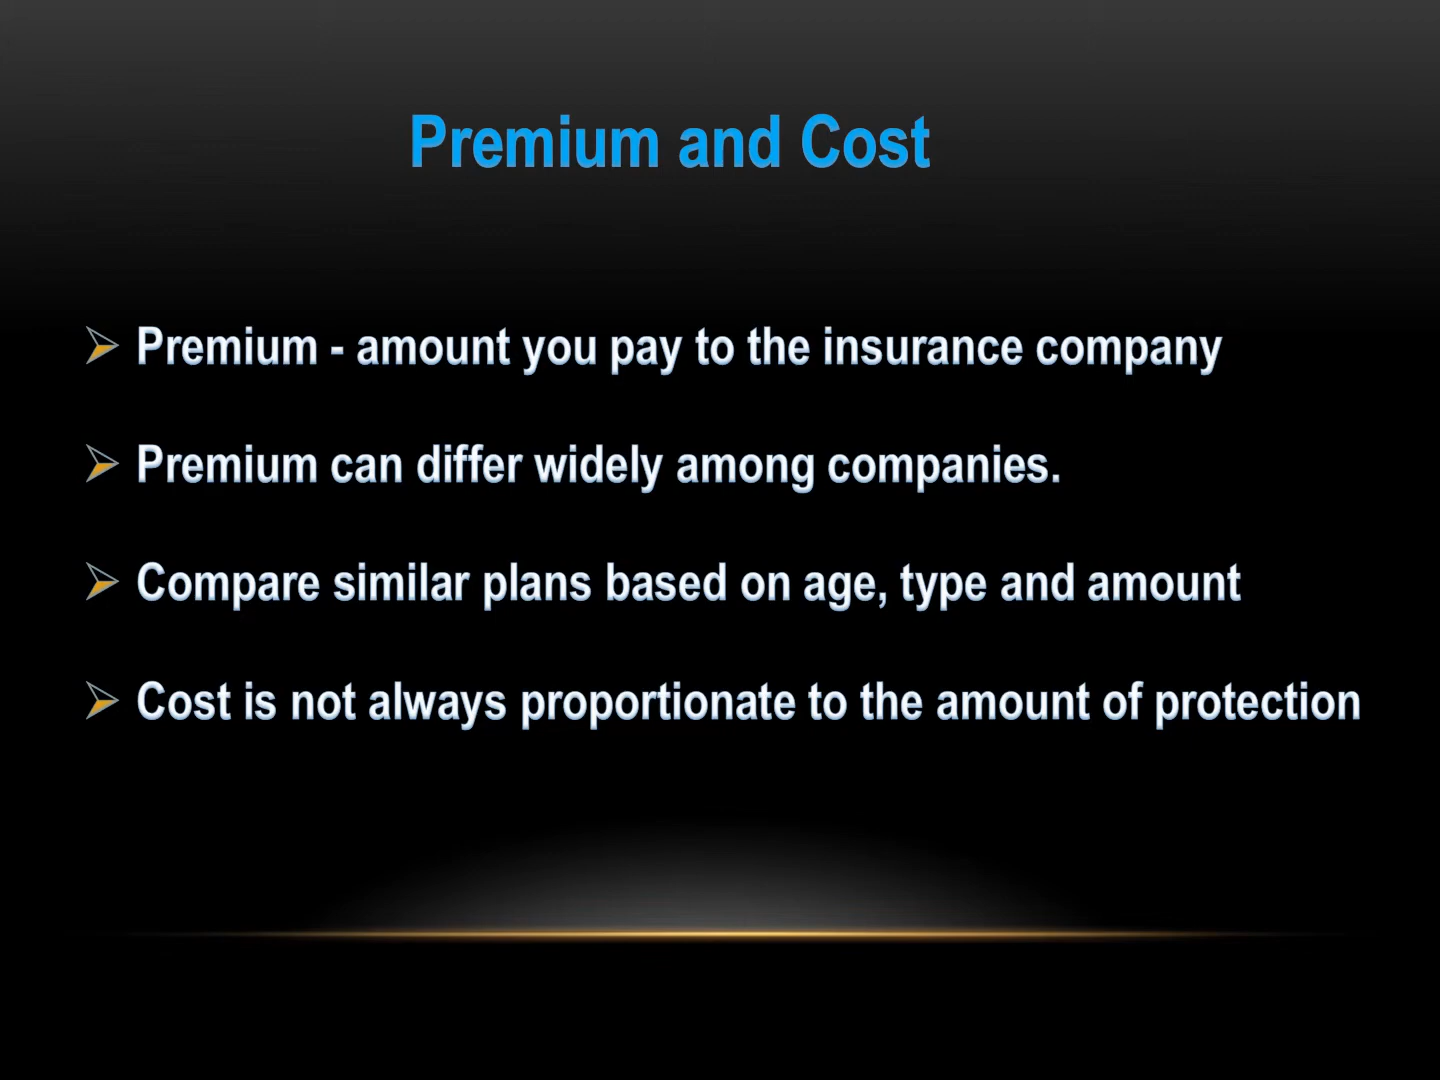 Premium and Cost
Premium - amount you pay to the insurance company
Premium can differ widely among companies.
Compare similar plans based on age, type and amount
Cost is not always proportionate to the amount of protection